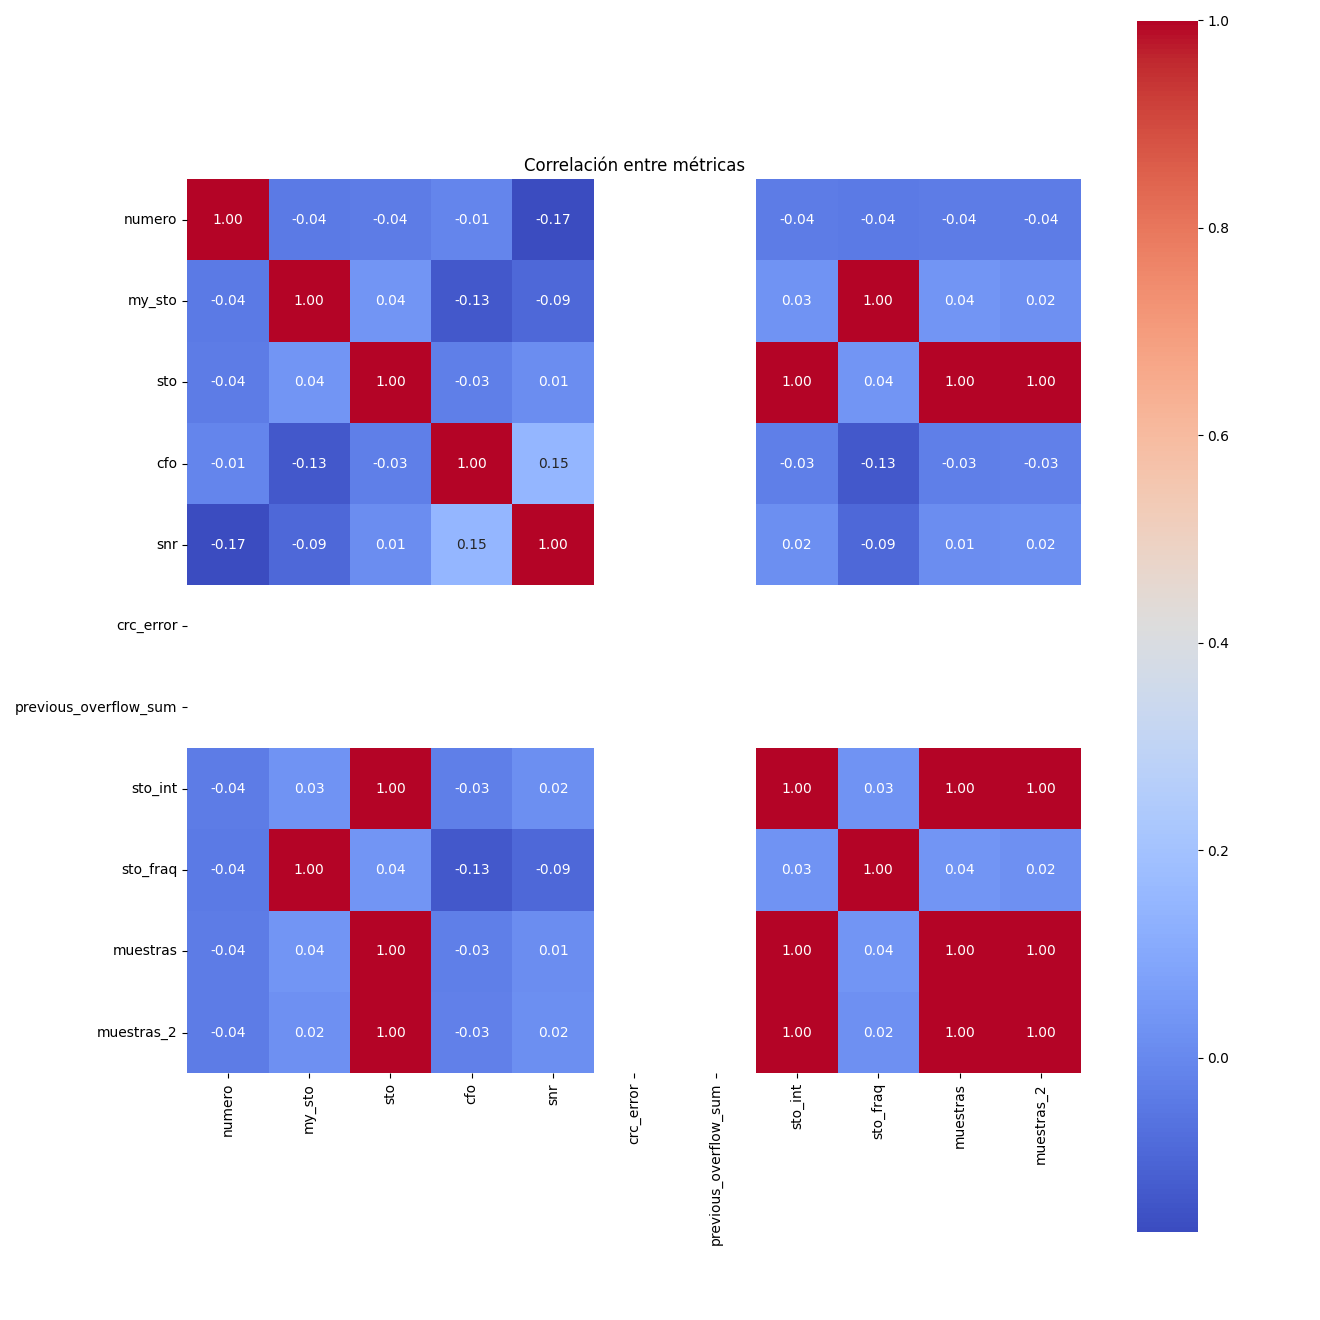 Correlación entre métricas
numero 1.00 -0.04 -0.04 -0.01 -0.17 -0.04 -0.04 -0.04 -0.04
my_sto -0.04 1.00 0.04 -0.13 -0.09 0.03 1.00 0.04 0.02
sto -0.04 0.04 1.00 -0.03 0.01 1.00 0.04 1.00 1.00
cfo -0.01 -0.13 -0.03 1.00 0.15 -0.03 -0.13 -0.03 -0.03
snr -0.17 -0.09 0.01 0.15 1.00 0.02 -0.09 0.01 0.02
crc_error
previous_overflow_sum
sto_int -0.04 0.03 1.00 -0.03 0.02 1.00 0.03 1.00 1.00
sto_fraq -0.04 1.00 0.04 -0.13 -0.09 0.03 1.00 0.04 0.02
muestras -0.04 0.04 1.00 -0.03 0.01 1.00 0.04 1.00 1.00
muestras_2 -0.04 0.02 1.00 -0.03 0.02 1.00 0.02 1.00 1.00
numero
my_sto
sto
cfo
snr
crc_error
previous_overflow_sum
sto_int
sto_fraq
muestras
muestras_2
1.0
0.8
0.6
0.4
0.2
0.0